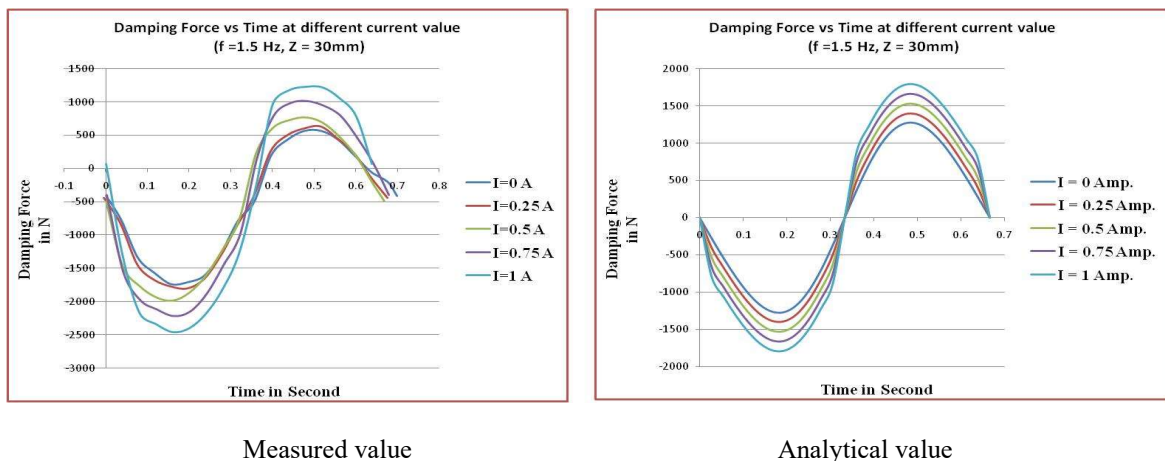 Damping Force vs Time at different current value
(f =1.5 Hz, Z = 30mm)
1500
1000
500
0
-500
-1000
-1500
-2000
-2500
-3000
-0.1 0 0.1 0.2 0.3 0.4 0.5 0.6 0.7 0.8
Damping Force
in N
Time in Second
I=0 A
I=0.25 A
I=0.5 A
I=0.75 A
I=1 A
Damping Force vs Time at different current value
(f =1.5 Hz, Z = 30mm)
2000
1500
1000
500
0
-500
-1000
-1500
-2000
0 0.1 0.2 0.3 0.4 0.5 0.6 0.7
Damping Force
in N
Time in Second
I = 0 Amp.
I = 0.25 Amp.
I = 0.5 Amp.
I = 0.75 Amp.
I = 1 Amp.
Measured value
Analytical value